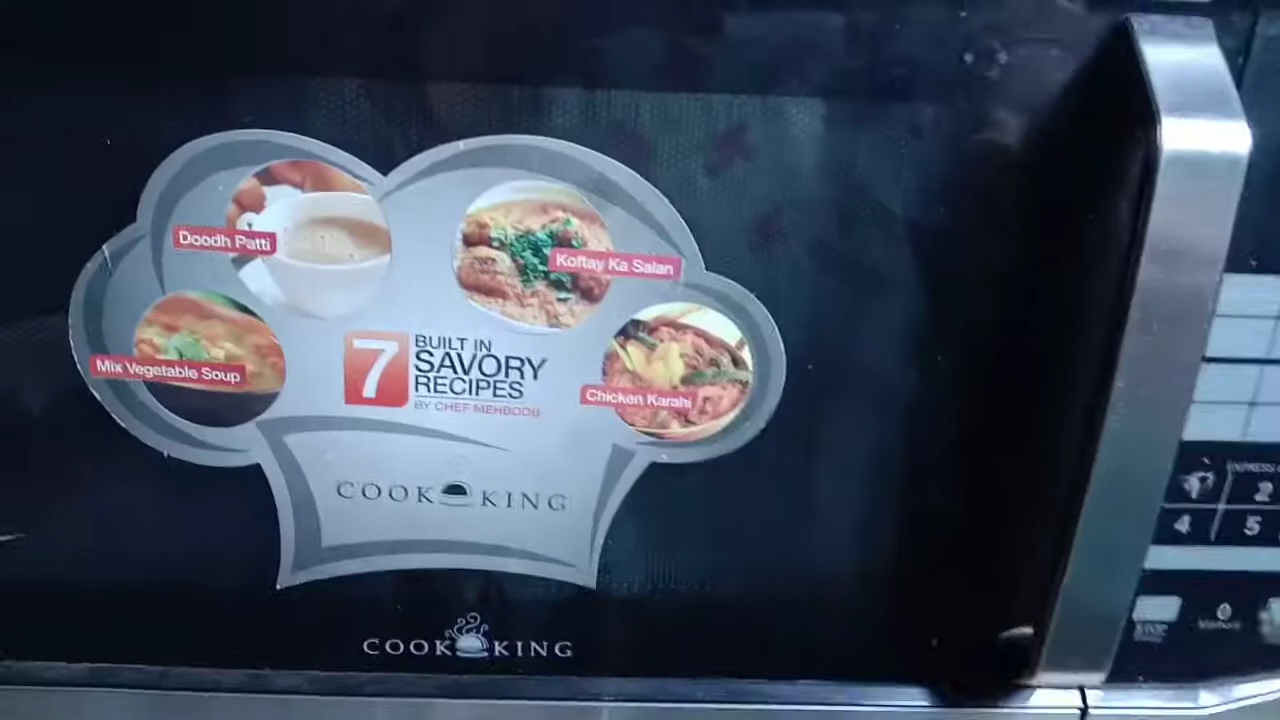 Doodh Patti
Koftay Ka Salan
Mix Vegetable Soup
Chicken Karahi
7 BUILT IN
SAVORY
RECIPES
BY CHEF MEHBOOB
COOK KING
COOK KING
EXPRESS
2
4 5